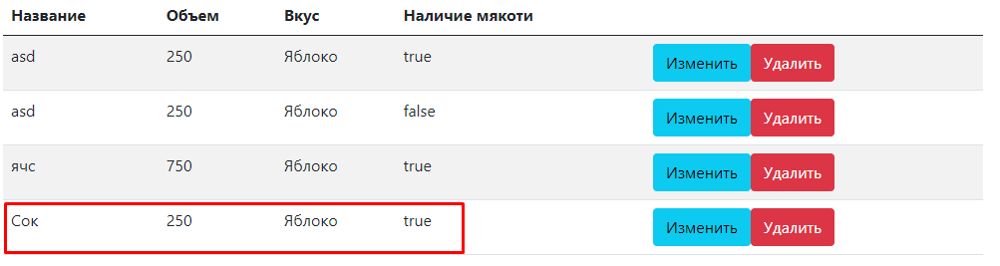 Название Объем Вкус Наличие мякоти
asd 250 Яблоко true Изменить Удалить
asd 250 Яблоко false Изменить Удалить
ячс 750 Яблоко true Изменить Удалить
Сок 250 Яблоко true Изменить Удалить